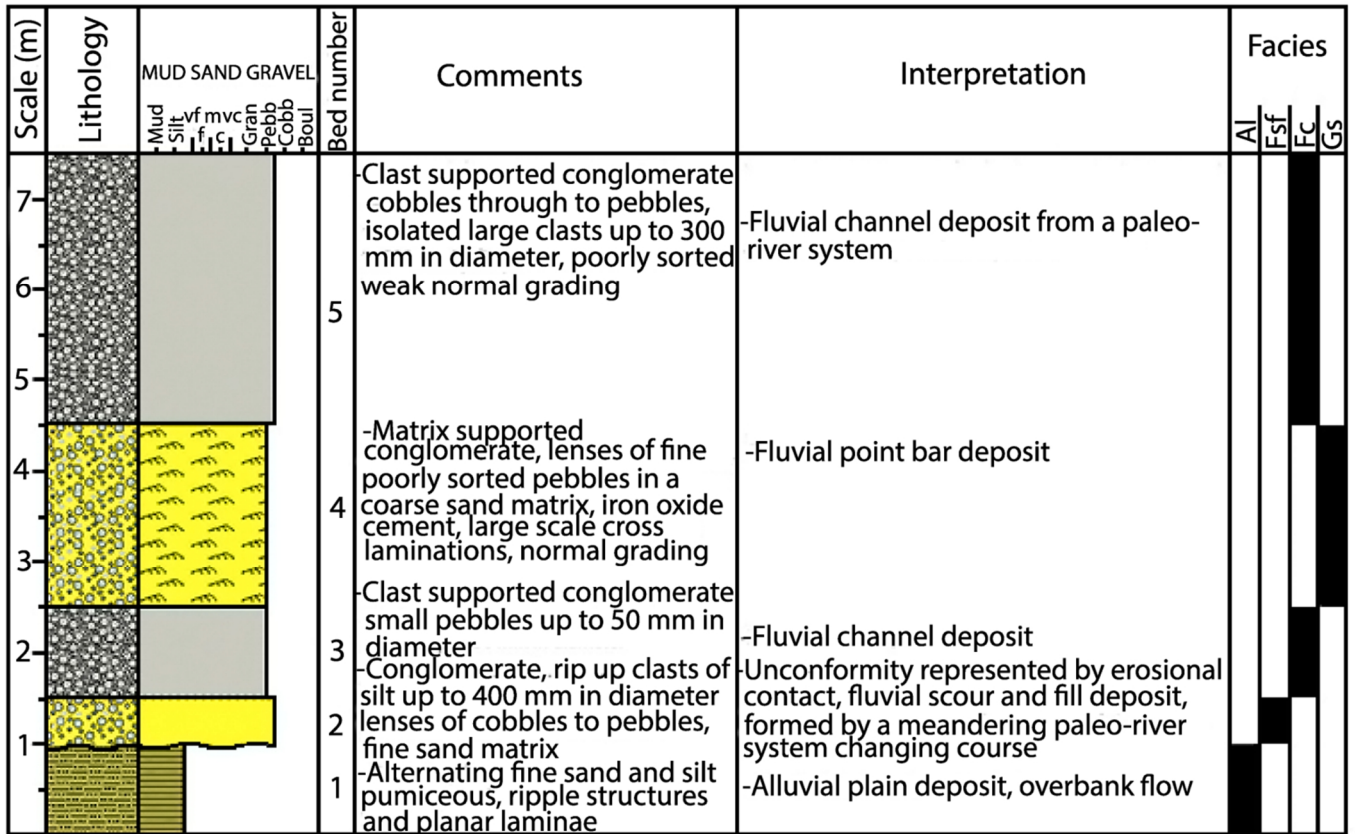 Scale (m)
Lithology
MUD SAND GRAVEL
Mud
Silt
vf
f
m
c
vc
Gran
Pebb
Cobb
Boul
Bed number
Comments
Interpretation
Facies
Al
Fsf
Fc
Gs
7
6
5
4
3
2
1
5
4
3
2
1
-Clast supported conglomerate
cobbles through to pebbles,
isolated large clasts up to 300
mm in diameter, poorly sorted
weak normal grading
-Matrix supported
conglomerate, lenses of fine
poorly sorted pebbles in a
coarse sand matrix, iron oxide
cement, large scale cross
laminations, normal grading
-Clast supported conglomerate
small pebbles up to 50 mm in
diameter
-Conglomerate, rip up clasts of
silt up to 400 mm in diameter
lenses of cobbles to pebbles,
fine sand matrix
-Alternating fine sand and silt
pumiceous, ripple structures
and planar laminae
-Fluvial channel deposit from a paleo-
river system
-Fluvial point bar deposit
-Fluvial channel deposit
-Unconformity represented by erosional
contact, fluvial scour and fill deposit,
formed by a meandering paleo-river
system changing course
-Alluvial plain deposit, overbank flow